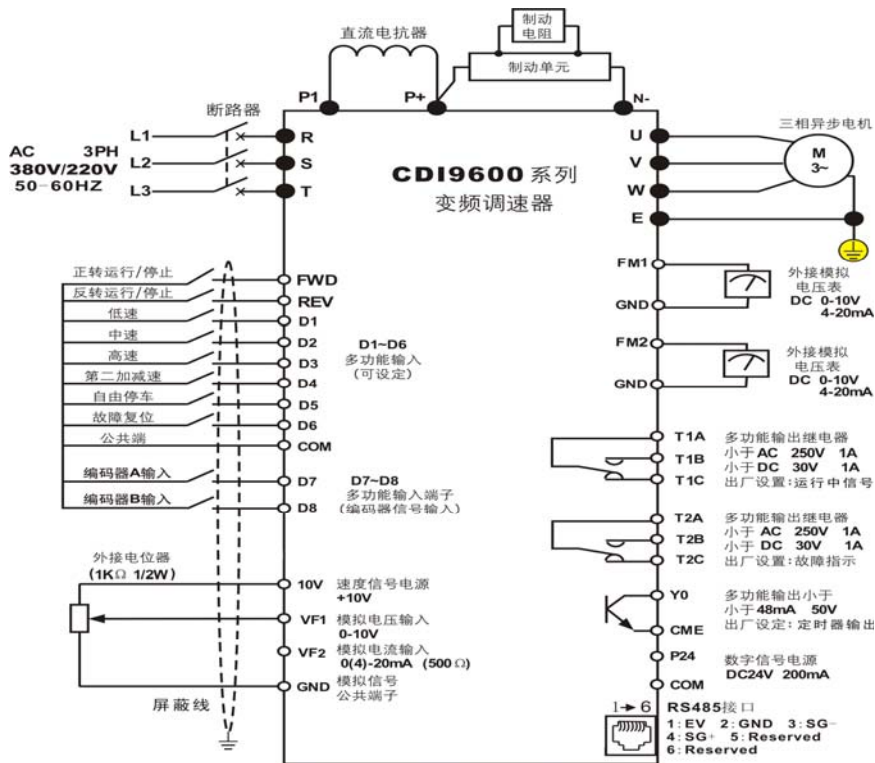 直流电抗器
制动
电阻
制动单元
P1
P+
N-
断路器
AC 3PH
380V/220V
50-60HZ
L1
L2
L3
R
S
T
CDI9600系列
变频调速器
U
V
W
E
三相异步电机
M
3~
正转运行/停止
反转运行/停止
低速
中速
高速
第二加减速
自由停车
故障复位
公共端
编码器A输入
编码器B输入
FWD
REV
D1
D2
D3
D4
D5
D6
COM
D7
D8
D1~D6
多功能输入
(可设定)
D7~D8
多功能输入端子
(编码器信号输入)
外接电位器
(1KΩ 1/2W)
10V
速度信号电源
+10V
VF1
模拟电压输入
0-10V
VF2
模拟电流输入
0(4)-20mA (500Ω)
GND
模拟信号
公共端子
屏蔽线
FM1
GND
外接模拟
电压表
DC 0-10V
4-20mA
FM2
GND
外接模拟
电压表
DC 0-10V
4-20mA
T1A
T1B
T1C
多功能输出继电器
小于AC 250V 1A
小于DC 30V 1A
出厂设置:运行中信号
T2A
T2B
T2C
多功能输出继电器
小于AC 250V 1A
小于DC 30V 1A
出厂设置:故障指示
Y0
CME
多功能输出小于
小于48mA 50V
出厂设定:定时器输出
P24
COM
数字信号电源
DC24V 200mA
1→6
RS485接口
1:EV 2:GND 3:SG-
4:SG+ 5:Reserved
6:Reserved